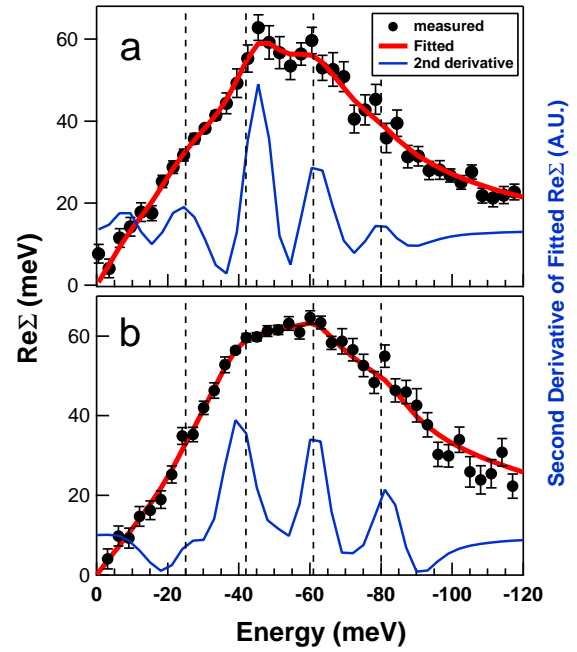 a
measured
Fitted
2nd derivative
60
40
20
0
b
60
40
20
0
0
-20
-40
-60
-80
-100
-120
Energy (meV)
ReΣ (meV)
Second Derivative of Fitted ReΣ (A.U.)